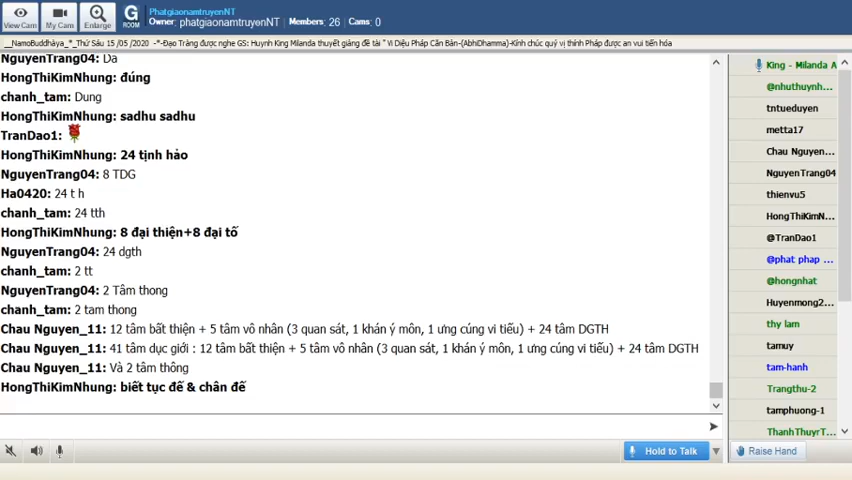 View Cam
My Cam
Enlarge
G
ROOM
PhatgiaonamtruyenNT
Owner: phatgiaonamtruyenNT Members: 26 Cams: 0
__NamoBuddhàya_*_Thứ Sáu 15 /05 /2020 -*-Đạo Tràng được nghe GS: Huynh King Milanda thuyết giảng đề tài " Vi Diệu Pháp Căn Bản-(AbhiDhamma)-Kính chúc quý vị thính Pháp được an vui tiến hóa
NguyenTrang04: Da
HongThiKimNhung: đúng
chanh_tam: Dung
HongThiKimNhung: sadhu sadhu
TranDao1:
HongThiKimNhung: 24 tịnh hảo
NguyenTrang04: 8 TDG
Ha0420: 24 t h
chanh_tam: 24 tth
HongThiKimNhung: 8 đại thiện+8 đại tố
NguyenTrang04: 24 dgth
chanh_tam: 2 tt
NguyenTrang04: 2 Tâm thong
chanh_tam: 2 tam thong
Chau Nguyen_11: 12 tâm bất thiện + 5 tâm vô nhân (3 quan sát, 1 khán ý môn, 1 ưng cúng vi tiếu) + 24 tâm DGTH
Chau Nguyen_11: 41 tâm dục giới : 12 tâm bất thiện + 5 tâm vô nhân (3 quan sát, 1 khán ý môn, 1 ưng cúng vi tiếu) + 24 tâm DGTH
Chau Nguyen_11: Và 2 tâm thông
HongThiKimNhung: biết tục đế & chân đế
King - Milanda A
@nhuthuynh...
tntueduyen
metta17
Chau Nguyen...
NguyenTrang04
thienvu5
HongThiKimN...
@TranDao1
@phat phap ...
@hongnhat
Huyenmong2...
thy lam
tamuy
tam-hanh
Trangthu-2
tamphuong-1
ThanhThuyrT...
Hold to Talk
Raise Hand